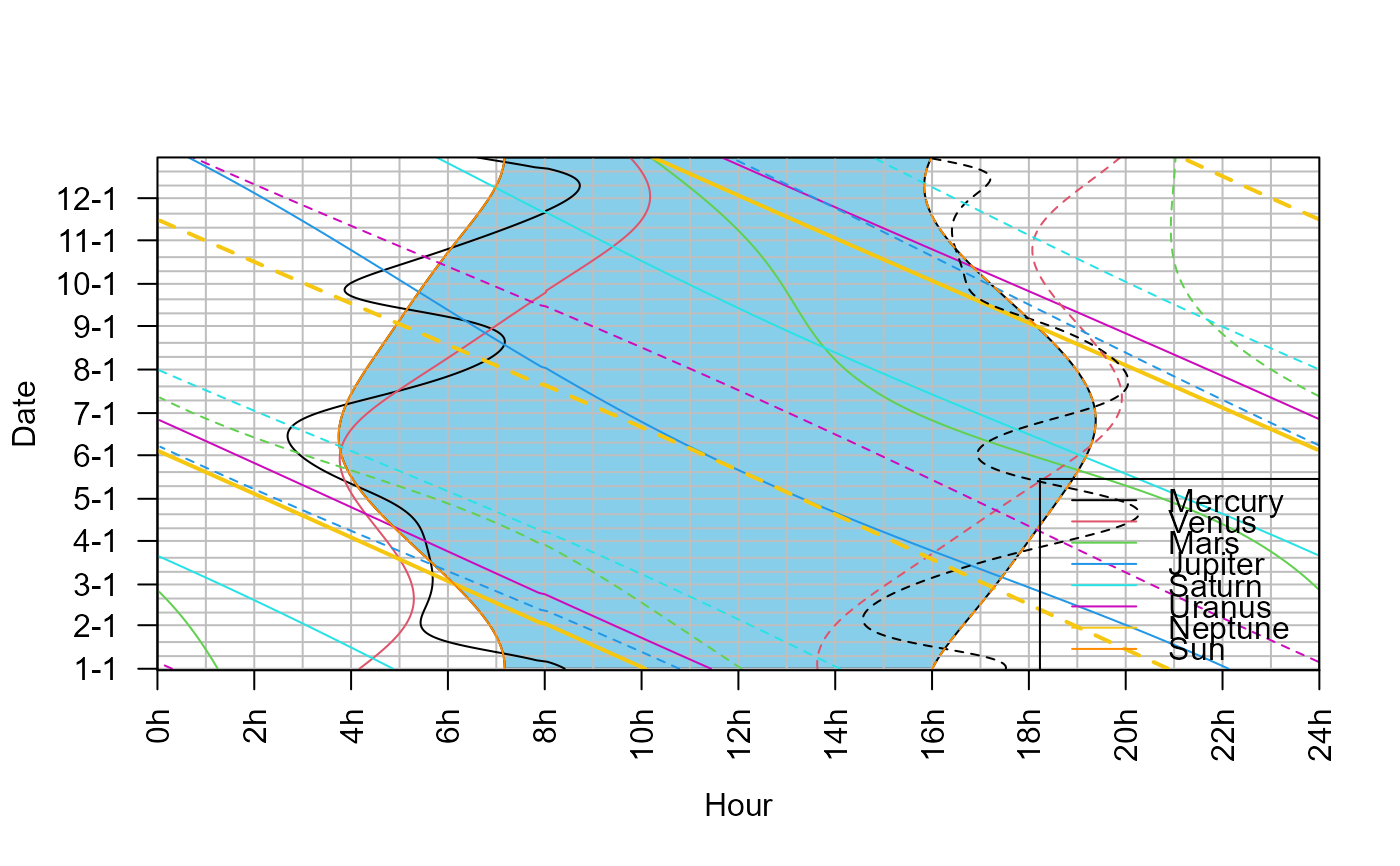 12-1
11-1
10-1
9-1
8-1
7-1
6-1
5-1
4-1
3-1
2-1
1-1
Date
Mercury
Venus
Mars
Jupiter
Saturn
Uranus
Neptune
Sun
0h 2h 4h 6h 8h 10h 12h 14h 16h 18h 20h 22h 24h
Hour